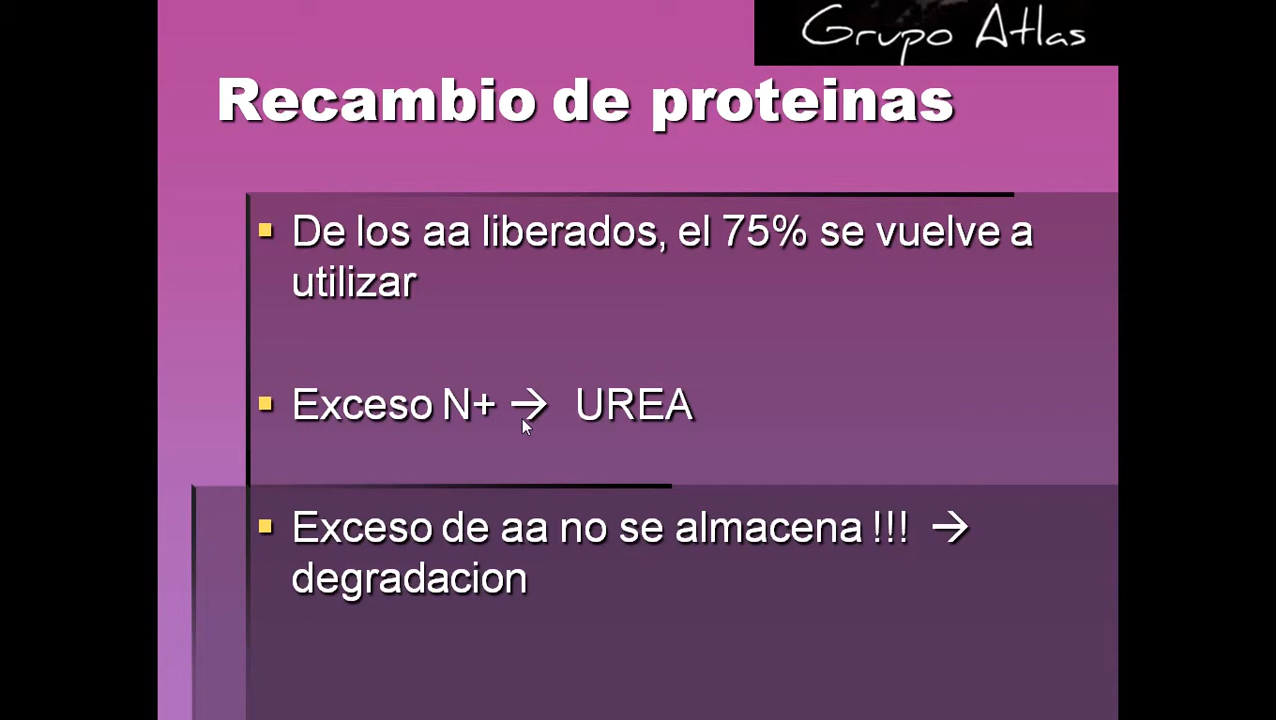 Grupo Atlas
Recambio de proteinas
De los aa liberados, el 75% se vuelve a
utilizar
Exceso N+ → UREA
Exceso de aa no se almacena !!! →
degradacion